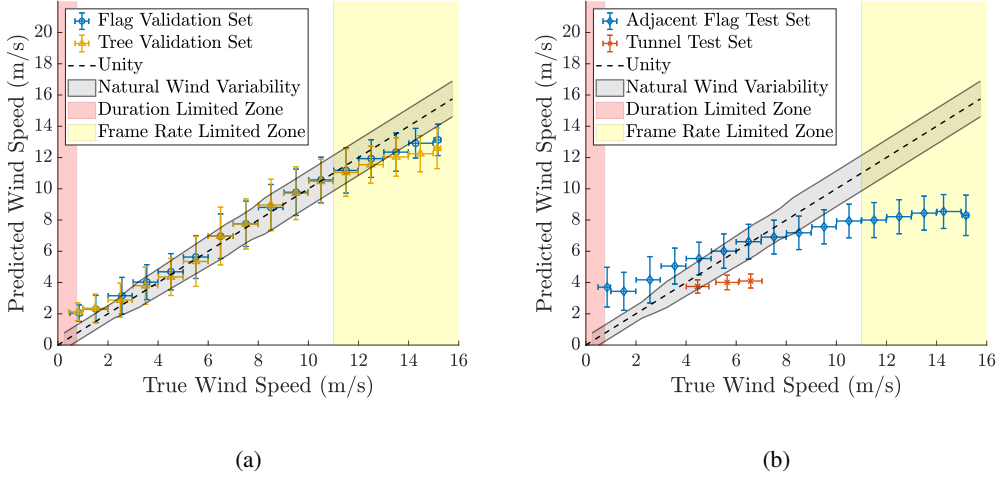 Predicted Wind Speed (m/s)
22
20
18
16
14
12
10
8
6
4
2
0
Flag Validation Set
Tree Validation Set
Unity
Natural Wind Variability
Duration Limited Zone
Frame Rate Limited Zone
0 2 4 6 8 10 12 14 16
True Wind Speed (m/s)
(a)
Predicted Wind Speed (m/s)
20
18
16
14
12
10
8
6
4
2
0
Adjacent Flag Test Set
Tunnel Test Set
Unity
Natural Wind Variability
Duration Limited Zone
Frame Rate Limited Zone
0 2 4 6 8 10 12 14 16
True Wind Speed (m/s)
(b)